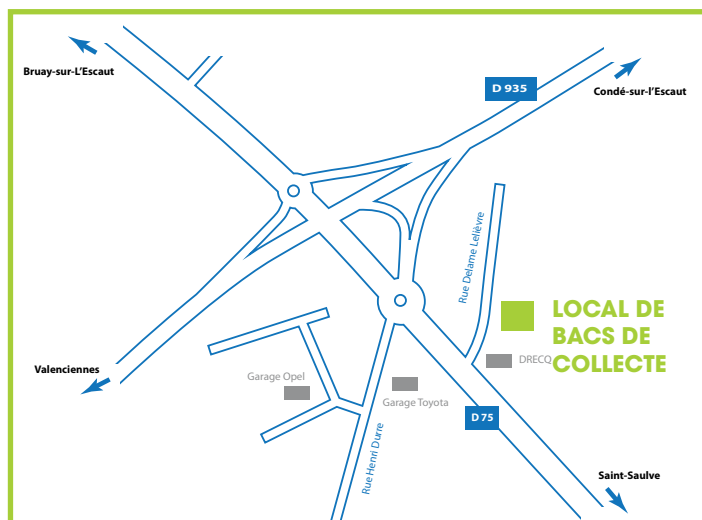 Bruay-sur-L'Escaut
D 935
Condé-sur-l'Escaut
Rue Delame Lelièvre
LOCAL DE
BACS DE
COLLECTE
DRECQ
Valenciennes
Garage Opel
Garage Toyota
D 75
Rue Henri Durre
Saint-Saulve